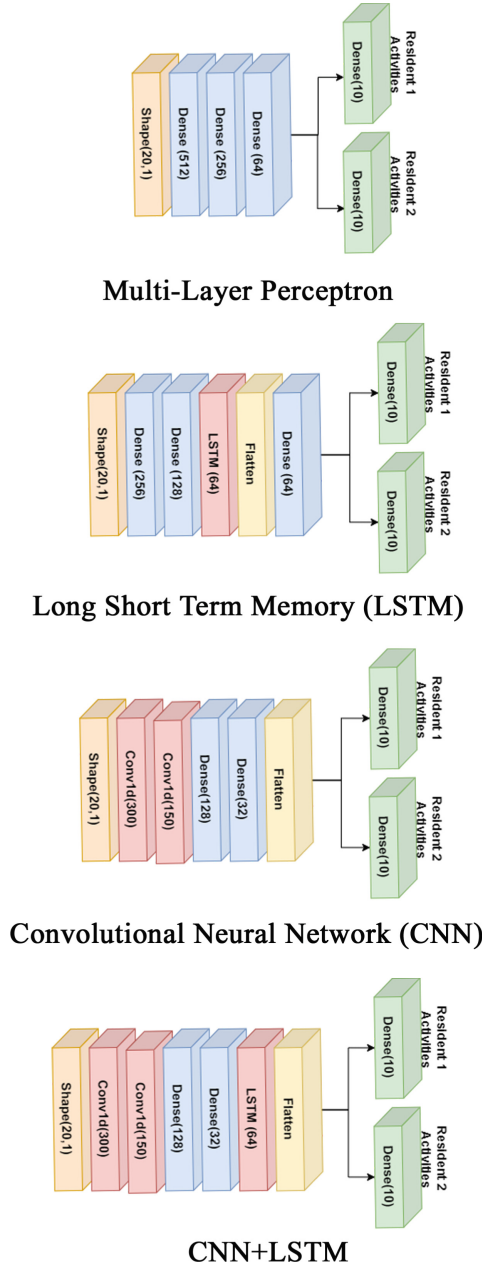 Shape(20,1)
Dense (512)
Dense (256)
Dense (64)
Dense(10)
Resident 1
Activities
Dense(10)
Resident 2
Activities
Multi-Layer Perceptron
Shape(20,1)
Dense (256)
Dense (128)
LSTM (64)
Flatten
Dense (64)
Dense(10)
Resident 1
Activities
Dense(10)
Resident 2
Activities
Long Short Term Memory (LSTM)
Shape(20,1)
Conv1d(300)
Conv1d(150)
Dense(128)
Dense(32)
Flatten
Dense(10)
Resident 1
Activities
Dense(10)
Resident 2
Activities
Convolutional Neural Network (CNN)
Shape(20,1)
Conv1d(300)
Conv1d(150)
Dense(128)
Dense(32)
LSTM (64)
Flatten
Dense(10)
Resident 1
Activities
Dense(10)
Resident 2
Activities
CNN+LSTM